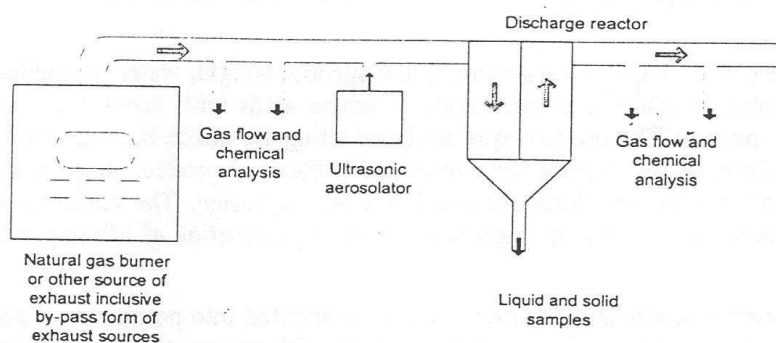 Discharge reactor
Gas flow and
chemical
analysis
Ultrasonic
aerosolator
Gas flow and
chemical
analysis
Natural gas burner
or other source of
exhaust inclusive
by-pass form of
exhaust sources
Liquid and solid
samples